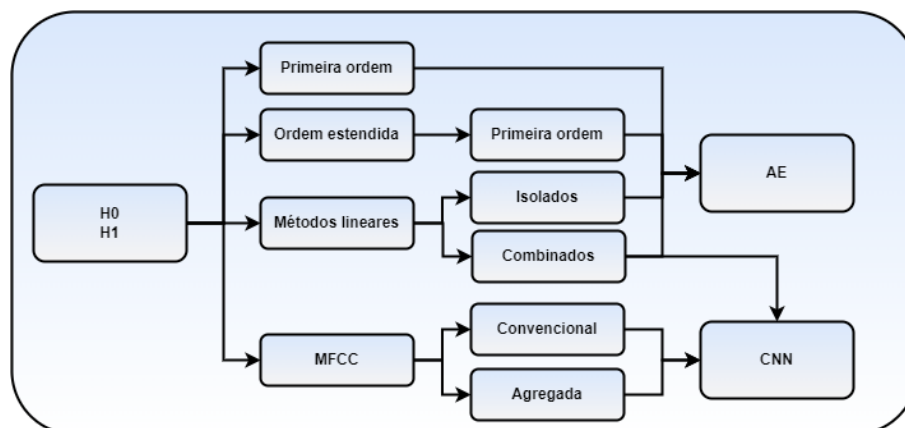 Primeira ordem
Ordem estendida
Primeira ordem
AE
H0
H1
Métodos lineares
Isolados
Combinados
MFCC
Convencional
Agregada
CNN